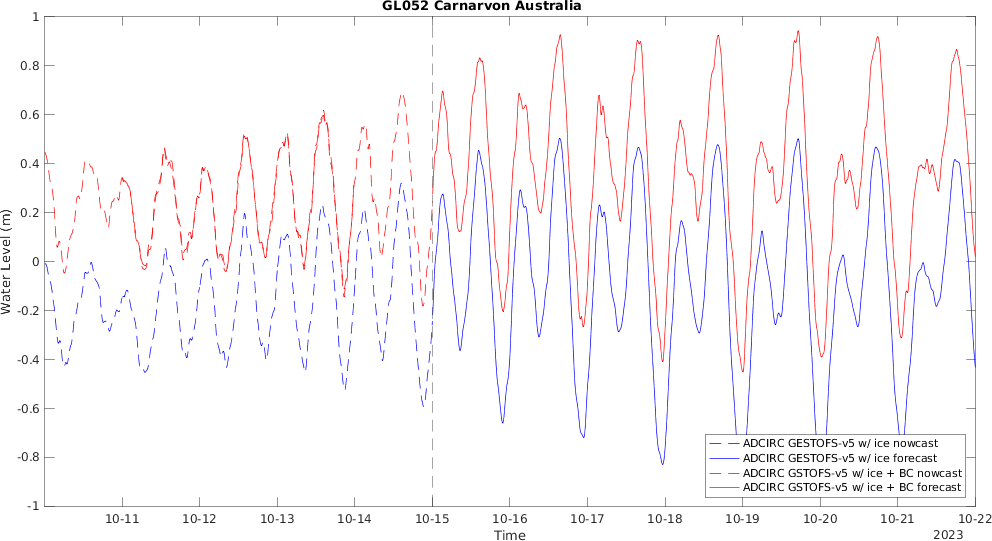 GL052 Carnarvon Australia
Water Level (m)
1
0.8
0.6
0.4
0.2
0
-0.2
-0.4
-0.6
-0.8
-1
ADCIRC GESTOFS-v5 w/ ice nowcast
ADCIRC GESTOFS-v5 w/ ice forecast
ADCIRC GSTOFS-v5 w/ ice + BC nowcast
ADCIRC GSTOFS-v5 w/ ice + BC forecast
10-11 10-12 10-13 10-14 10-15 10-16 10-17 10-18 10-19 10-20 10-21 10-22
Time
2023